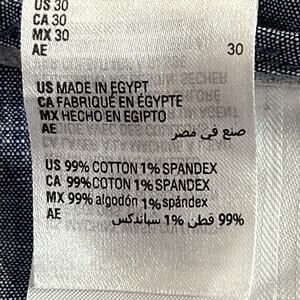 US 30
CA 30
MX 30
AE 30
US MADE IN EGYPT
CA FABRIQUÉ EN ÉGYPTE
MX HECHO EN EGIPTO
AE صنع في مصر
US 99% COTTON 1% SPANDEX
CA 99% COTON 1% SPANDEX
MX 99% algodón 1% spándex
AE 99% قطن 1% سباندكس